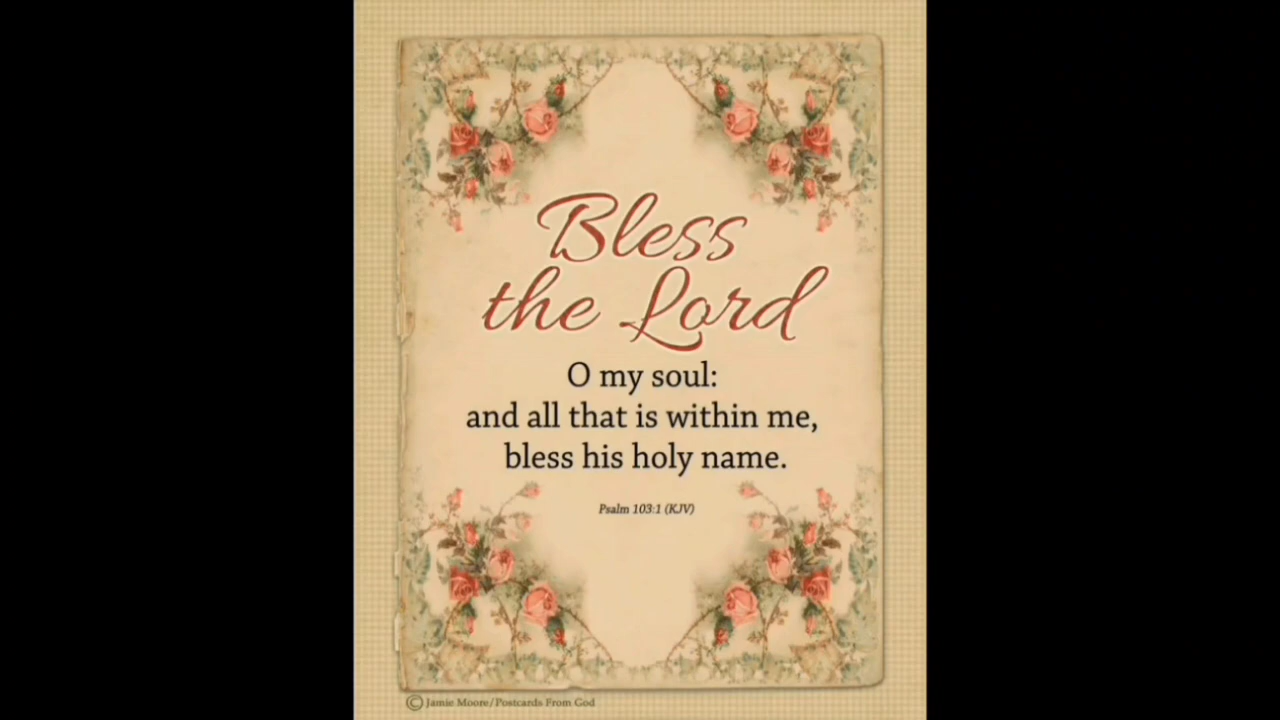 Bless
the Lord
O my soul:
and all that is within me,
bless his holy name.
Psalm 103:1 (KJV)
© Jamie Moore/Postcards From God